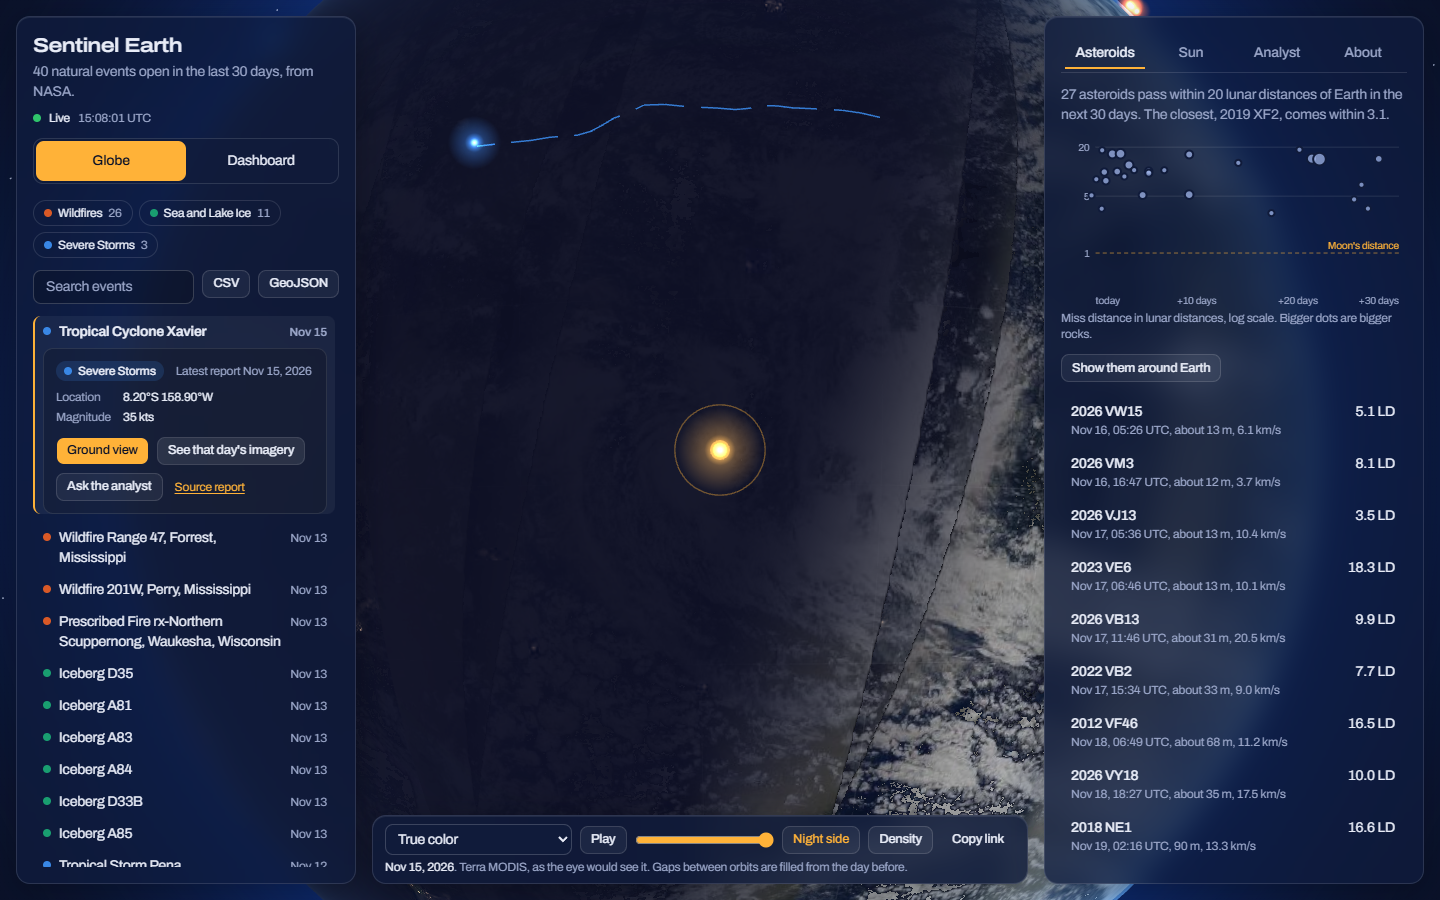 Sentinel Earth
40 natural events open in the last 30 days, from
NASA.
Live 15:08:01 UTC
Globe Dashboard
Wildfires 26 Sea and Lake Ice 11
Severe Storms 3
Search events CSV GeoJSON
Tropical Cyclone Xavier Nov 15
Severe Storms Latest report Nov 15, 2026
Location 8.20°S 158.90°W
Magnitude 35 kts
Ground view See that day's imagery
Ask the analyst Source report
Wildfire Range 47, Forrest, Nov 13
Mississippi
Wildfire 201W, Perry, Mississippi Nov 13
Prescribed Fire rx-Northern Nov 13
Scuppernong, Waukesha, Wisconsin
Iceberg D35 Nov 13
Iceberg A81 Nov 13
Iceberg A83 Nov 13
Iceberg A84 Nov 13
Iceberg D33B Nov 13
Iceberg A85 Nov 13
Tropical Storm Pena Nov 12
True color Play Night side Density Copy link
Nov 15, 2026. Terra MODIS, as the eye would see it. Gaps between orbits are filled from the day before.
Asteroids Sun Analyst About
27 asteroids pass within 20 lunar distances of Earth in the
next 30 days. The closest, 2019 XF2, comes within 3.1.
20
5
Moon's distance
1
today +10 days +20 days +30 days
Miss distance in lunar distances, log scale. Bigger dots are bigger
rocks.
Show them around Earth
2026 VW15 5.1 LD
Nov 16, 05:26 UTC, about 13 m, 6.1 km/s
2026 VM3 8.1 LD
Nov 16, 16:47 UTC, about 12 m, 3.7 km/s
2026 VJ13 3.5 LD
Nov 17, 05:36 UTC, about 13 m, 10.4 km/s
2023 VE6 18.3 LD
Nov 17, 06:46 UTC, about 13 m, 10.1 km/s
2026 VB13 9.9 LD
Nov 17, 11:46 UTC, about 31 m, 20.5 km/s
2022 VB2 7.7 LD
Nov 17, 15:34 UTC, about 33 m, 9.0 km/s
2012 VF46 16.5 LD
Nov 18, 06:49 UTC, about 68 m, 11.2 km/s
2026 VY18 10.0 LD
Nov 18, 18:27 UTC, about 35 m, 17.5 km/s
2018 NE1 16.6 LD
Nov 19, 02:16 UTC, 90 m, 13.3 km/s